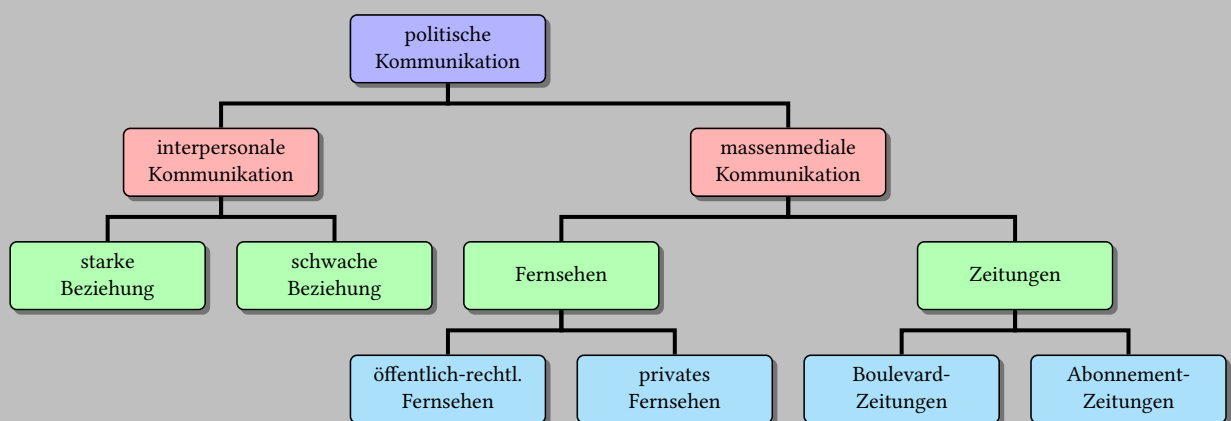 politische
Kommunikation
interpersonale
Kommunikation
massenmediale
Kommunikation
starke
Beziehung
schwache
Beziehung
Fernsehen
Zeitungen
öffentlich-rechtl.
Fernsehen
privates
Fernsehen
Boulevard-
Zeitungen
Abonnement-
Zeitungen